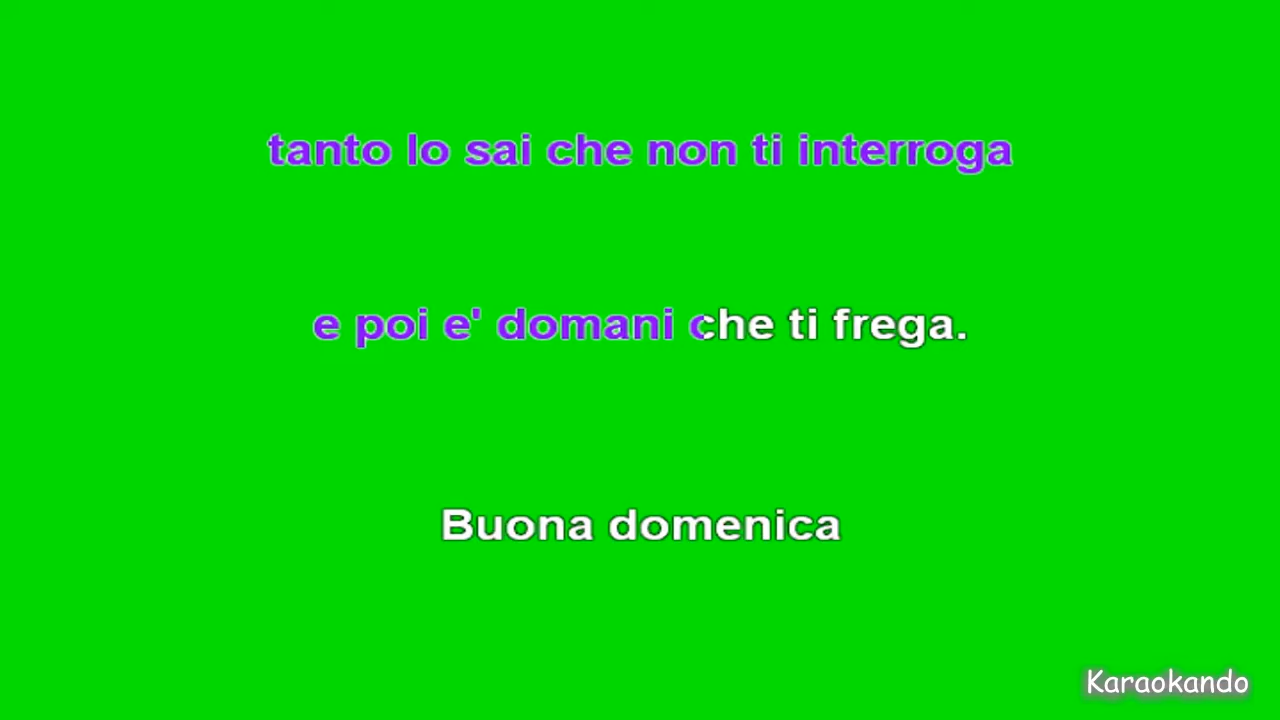 tanto lo sai che non ti interroga
e poi e' domani che ti frega.
Buona domenica
Karaokando